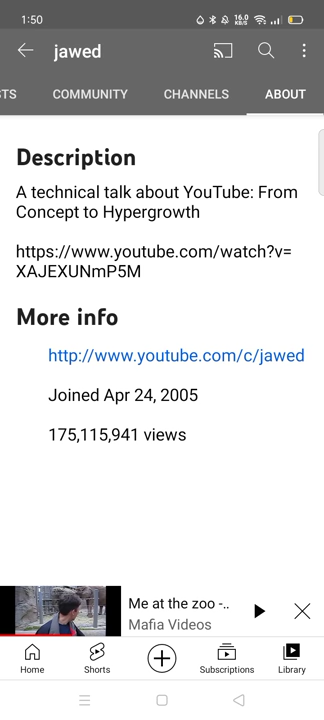 1:50
16.0
KB/S
jawed
STS COMMUNITY CHANNELS ABOUT
Description
A technical talk about YouTube: From
Concept to Hypergrowth
https://www.youtube.com/watch?v=
XAJEXUNmP5M
More info
http://www.youtube.com/c/jawed
Joined Apr 24, 2005
175,115,941 views
Me at the zoo -..
Mafia Videos
Home Shorts Subscriptions Library